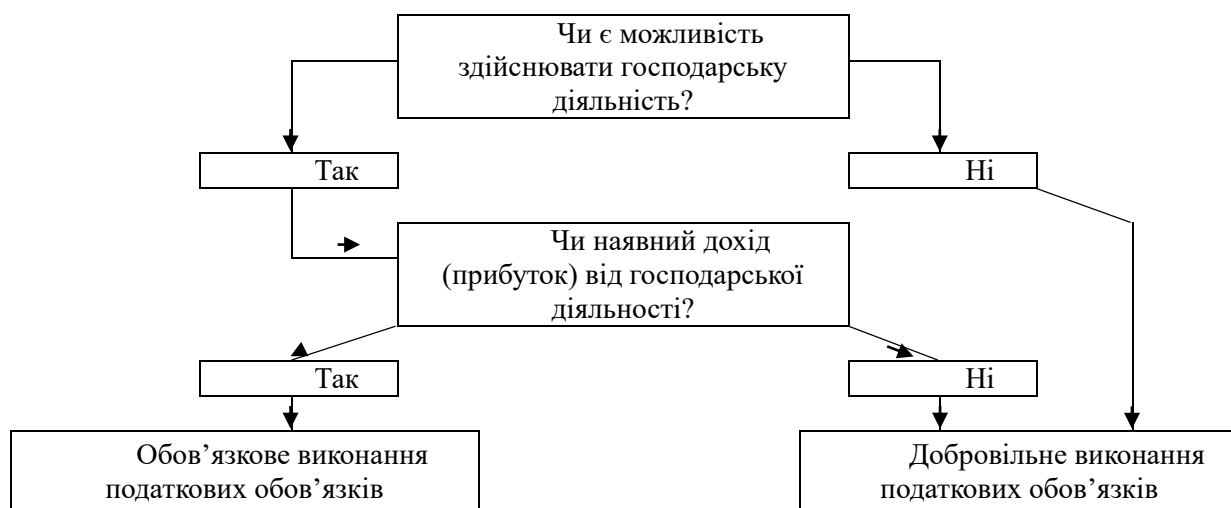 Чи є можливість
здійснювати господарську
діяльність?
Так
Ні
Чи наявний дохід
(прибуток) від господарської
діяльності?
Так
Ні
Обов’язкове виконання
податкових обов’язків
Добровільне виконання
податкових обов’язків